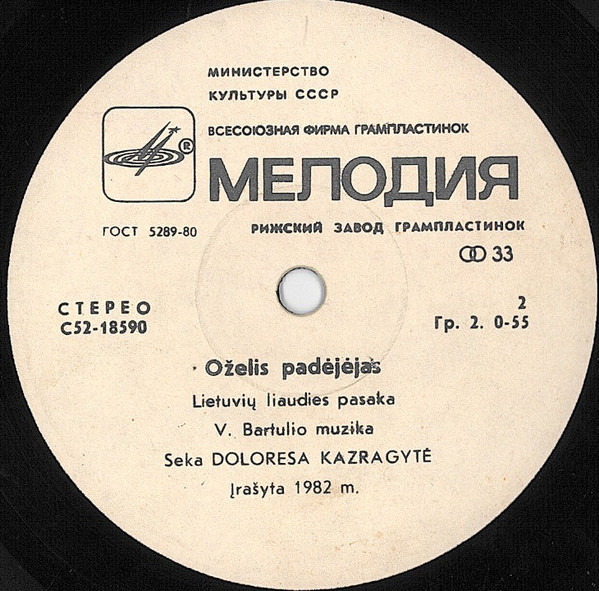 МИНИСТЕРСТВО
КУЛЬТУРЫ СССР
ВСЕСОЮЗНАЯ ФИРМА ГРАМПЛАСТИНОК
®
МЕЛОДИЯ
ГОСТ 5289-80
РИЖСКИЙ ЗАВОД ГРАМПЛАСТИНОК
33
СТЕРЕО
С52-18590
2
Гр. 2. 0-55
Oželis padėjėjas
Lietuvių liaudies pasaka
V. Bartulio muzika
Seka DOLORESA KAZRAGYTĖ
Įrašyta 1982 m.